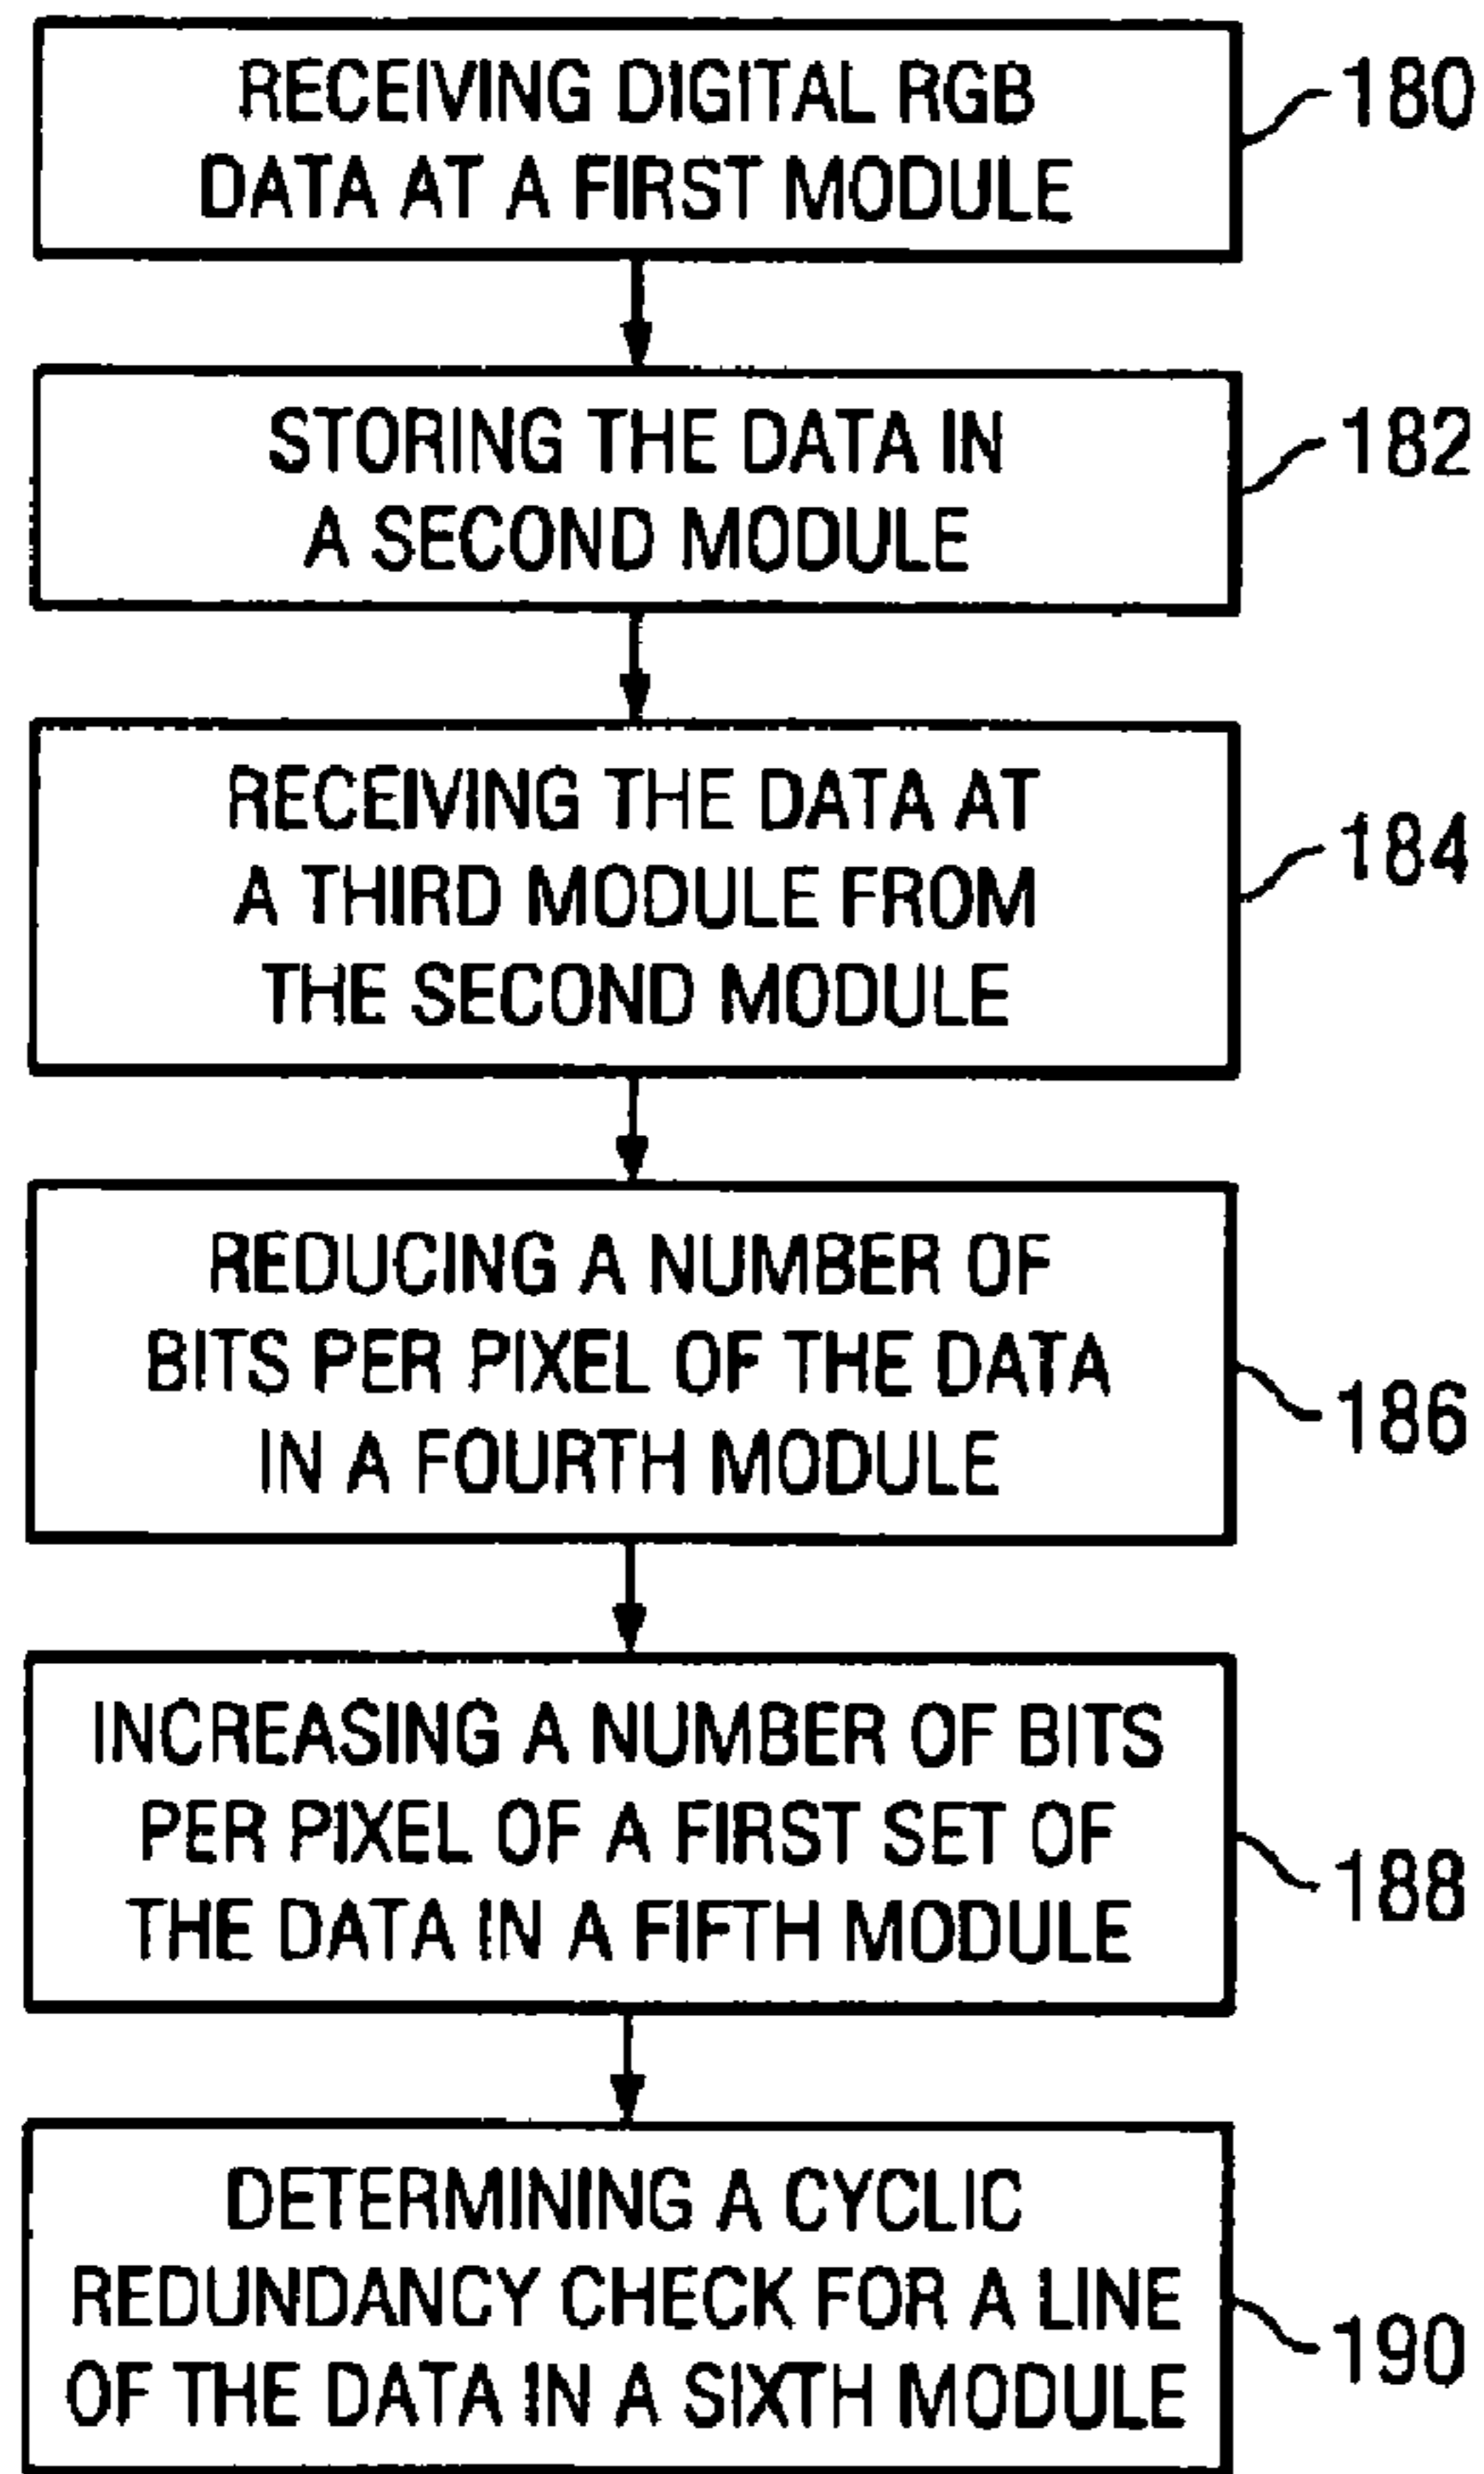 RECEIVING DIGITAL RGB
DATA AT A FIRST MODULE
180
STORING THE DATA IN
A SECOND MODULE
182
RECEIVING THE DATA AT
A THIRD MODULE FROM
THE SECOND MODULE
184
REDUCING A NUMBER OF
BITS PER PIXEL OF THE DATA
IN A FOURTH MODULE
186
INCREASING A NUMBER OF BITS
PER PIXEL OF A FIRST SET OF
THE DATA IN A FIFTH MODULE
188
DETERMINING A CYCLIC
REDUNDANCY CHECK FOR A LINE
OF THE DATA IN A SIXTH MODULE
190